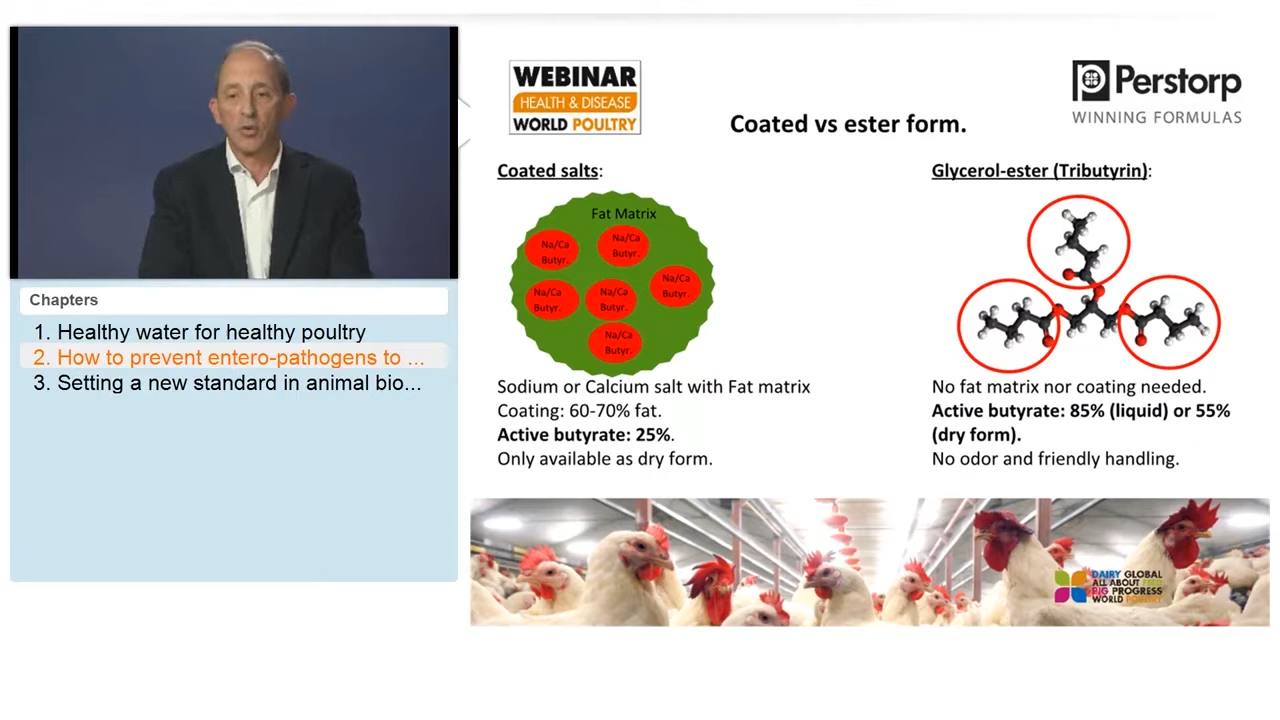 WEBINAR
HEALTH & DISEASE
WORLD POULTRY
Perstorp
WINNING FORMULAS
Coated vs ester form.
Coated salts:
Fat Matrix
Na/Ca
Butyr.
Na/Ca
Butyr.
Na/Ca
Butyr.
Na/Ca
Butyr.
Na/Ca
Butyr.
Na/Ca
Butyr.
Sodium or Calcium salt with Fat matrix
Coating: 60-70% fat.
Active butyrate: 25%.
Only available as dry form.
Glycerol-ester (Tributyrin):
No fat matrix nor coating needed.
Active butyrate: 85% (liquid) or 55%
(dry form).
No odor and friendly handling.
Chapters
1. Healthy water for healthy poultry
2. How to prevent entero-pathogens to ...
3. Setting a new standard in animal bio...
DAIRY GLOBAL
ALL ABOUT FEED
PIG PROGRESS
WORLD POULTRY